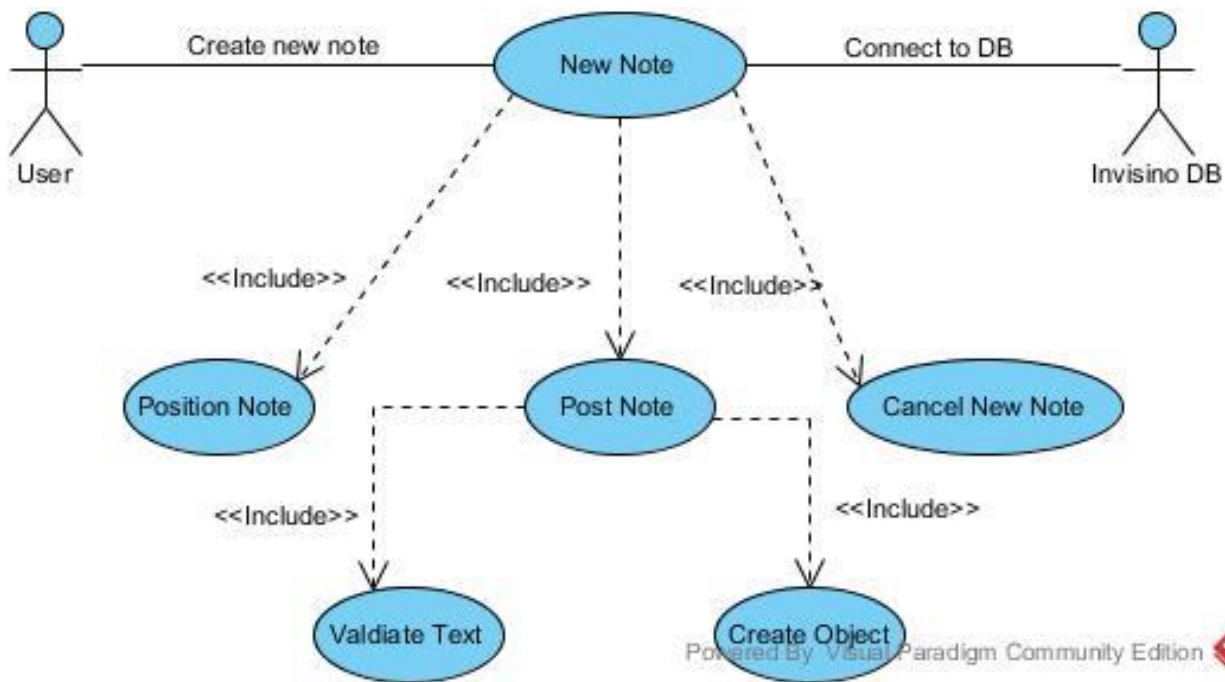 Create new note
New Note
Connect to DB
User
Invisino DB
<<Include>>
<<Include>>
<<Include>>
Position Note
Post Note
Cancel New Note
<<Include>>
<<Include>>
Valdiate Text
Create Object
Powered By Visual Paradigm Community Edition